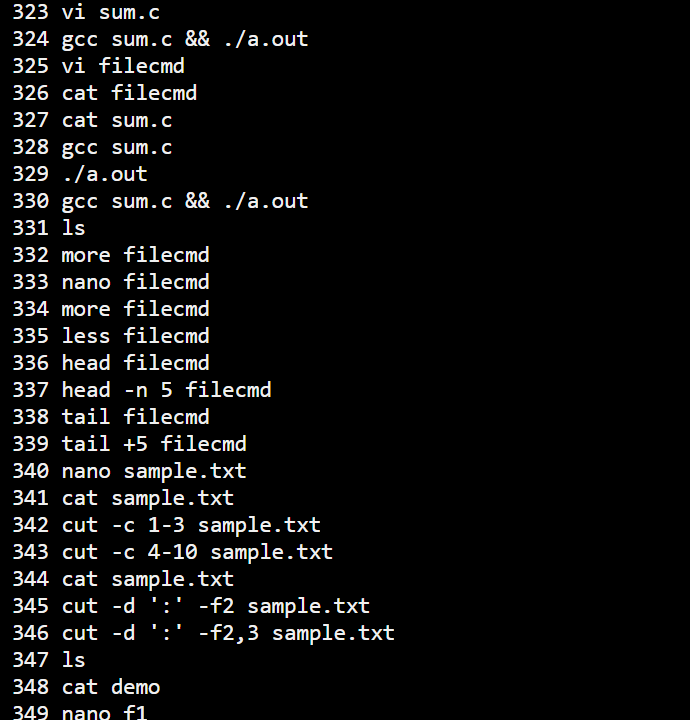 323 vi sum.c
324 gcc sum.c && ./a.out
325 vi filecmd
326 cat filecmd
327 cat sum.c
328 gcc sum.c
329 ./a.out
330 gcc sum.c && ./a.out
331 ls
332 more filecmd
333 nano filecmd
334 more filecmd
335 less filecmd
336 head filecmd
337 head -n 5 filecmd
338 tail filecmd
339 tail +5 filecmd
340 nano sample.txt
341 cat sample.txt
342 cut -c 1-3 sample.txt
343 cut -c 4-10 sample.txt
344 cat sample.txt
345 cut -d ':' -f2 sample.txt
346 cut -d ':' -f2,3 sample.txt
347 ls
348 cat demo
349 nano f1